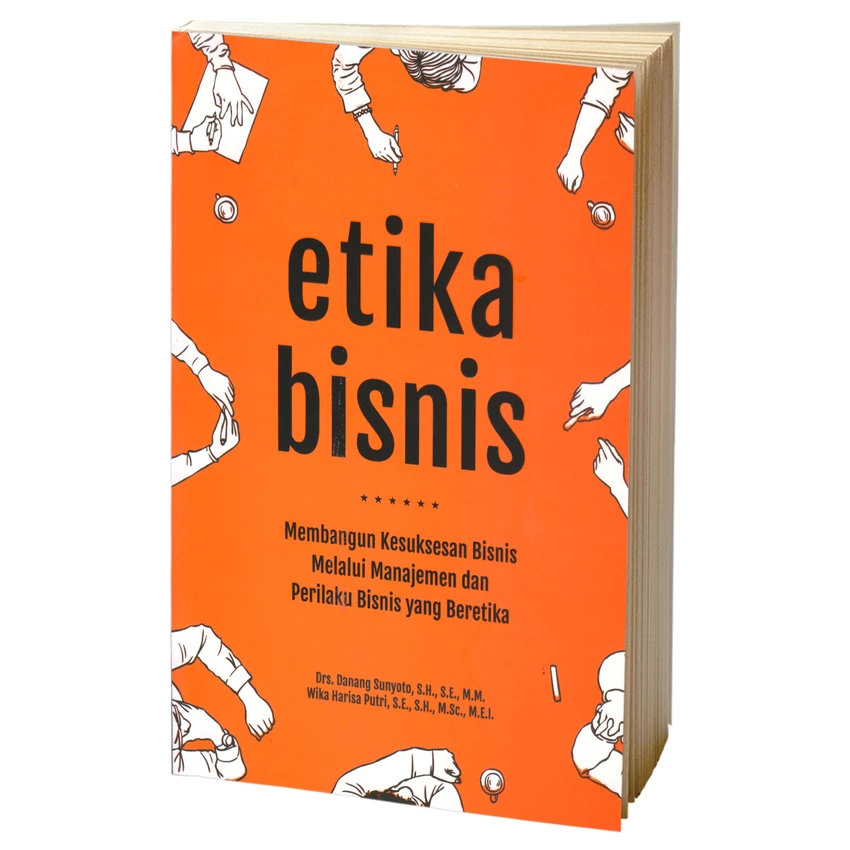 etika
bisnis
Membangun Kesuksesan Bisnis
Melalui Manajemen dan
Perilaku Bisnis yang Beretika
Drs. Danang Sunyoto, S.H., S.E., M.M.
Wika Harisa Putri, S.E., S.H., M.Sc., M.E.I.